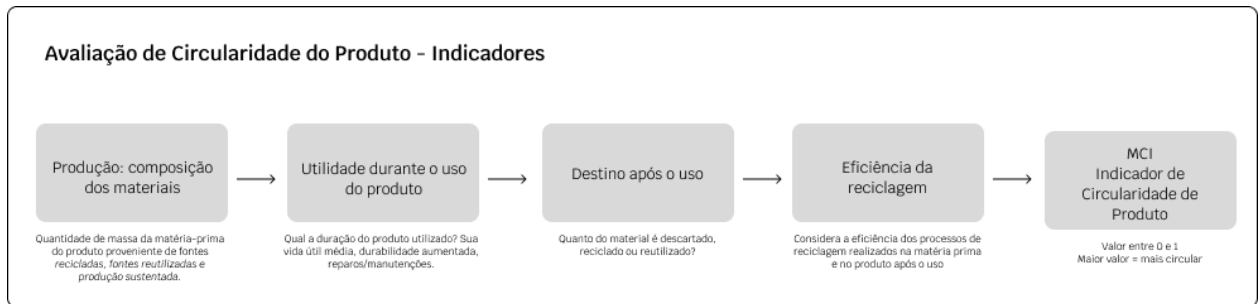 Avaliação de Circularidade do Produto - Indicadores
Produção: composição
dos materiais
Quantidade de massa da matéria-prima
do produto proveniente de fontes
recicladas, fontes reutilizadas e
produção sustentada.
Utilidade durante o uso
do produto
Qual a duração do produto utilizado? Sua
vida útil média, durabilidade aumentada,
reparos/manutenções.
Destino após o uso
Quanto do material é descartado,
reciclado ou reutilizado?
Eficiência da
reciclagem
Considera a eficiência dos processos de
reciclagem realizados na matéria prima
e no produto após o uso
MCI
Indicador de
Circularidade de
Produto
Valor entre 0 e 1
Maior valor = mais circular